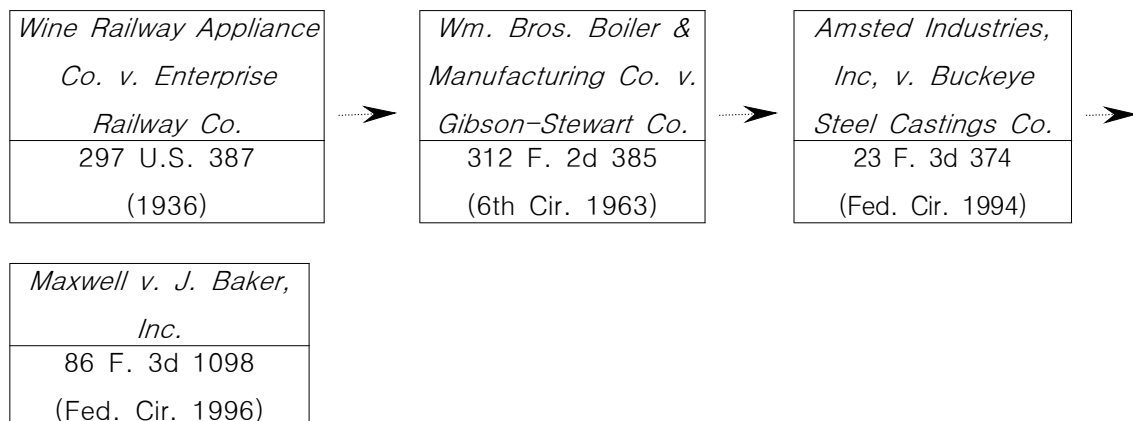 Wine Railway Appliance
Co. v. Enterprise
Railway Co.
297 U.S. 387
(1936)
Wm. Bros. Boiler &
Manufacturing Co. v.
Gibson-Stewart Co.
312 F. 2d 385
(6th Cir. 1963)
Amsted Industries,
Inc, v. Buckeye
Steel Castings Co.
23 F. 3d 374
(Fed. Cir. 1994)
Maxwell v. J. Baker,
Inc.
86 F. 3d 1098
(Fed. Cir. 1996)